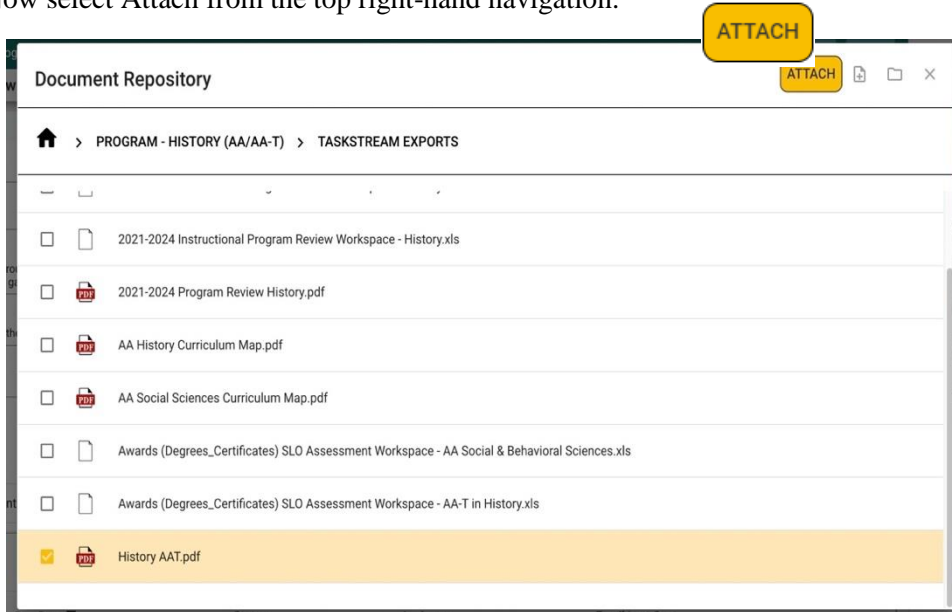 ow select Attach from the top right-hand navigation.
ATTACH
Document Repository
ATTACH
> PROGRAM - HISTORY (AA/AA-T) > TASKSTREAM EXPORTS
2021-2024 Instructional Program Review Workspace - History.xls
2021-2024 Program Review History.pdf
AA History Curriculum Map.pdf
AA Social Sciences Curriculum Map.pdf
Awards (Degrees_Certificates) SLO Assessment Workspace - AA Social & Behavioral Sciences.xls
Awards (Degrees_Certificates) SLO Assessment Workspace - AA-T in History.xls
PDF History AAT.pdf